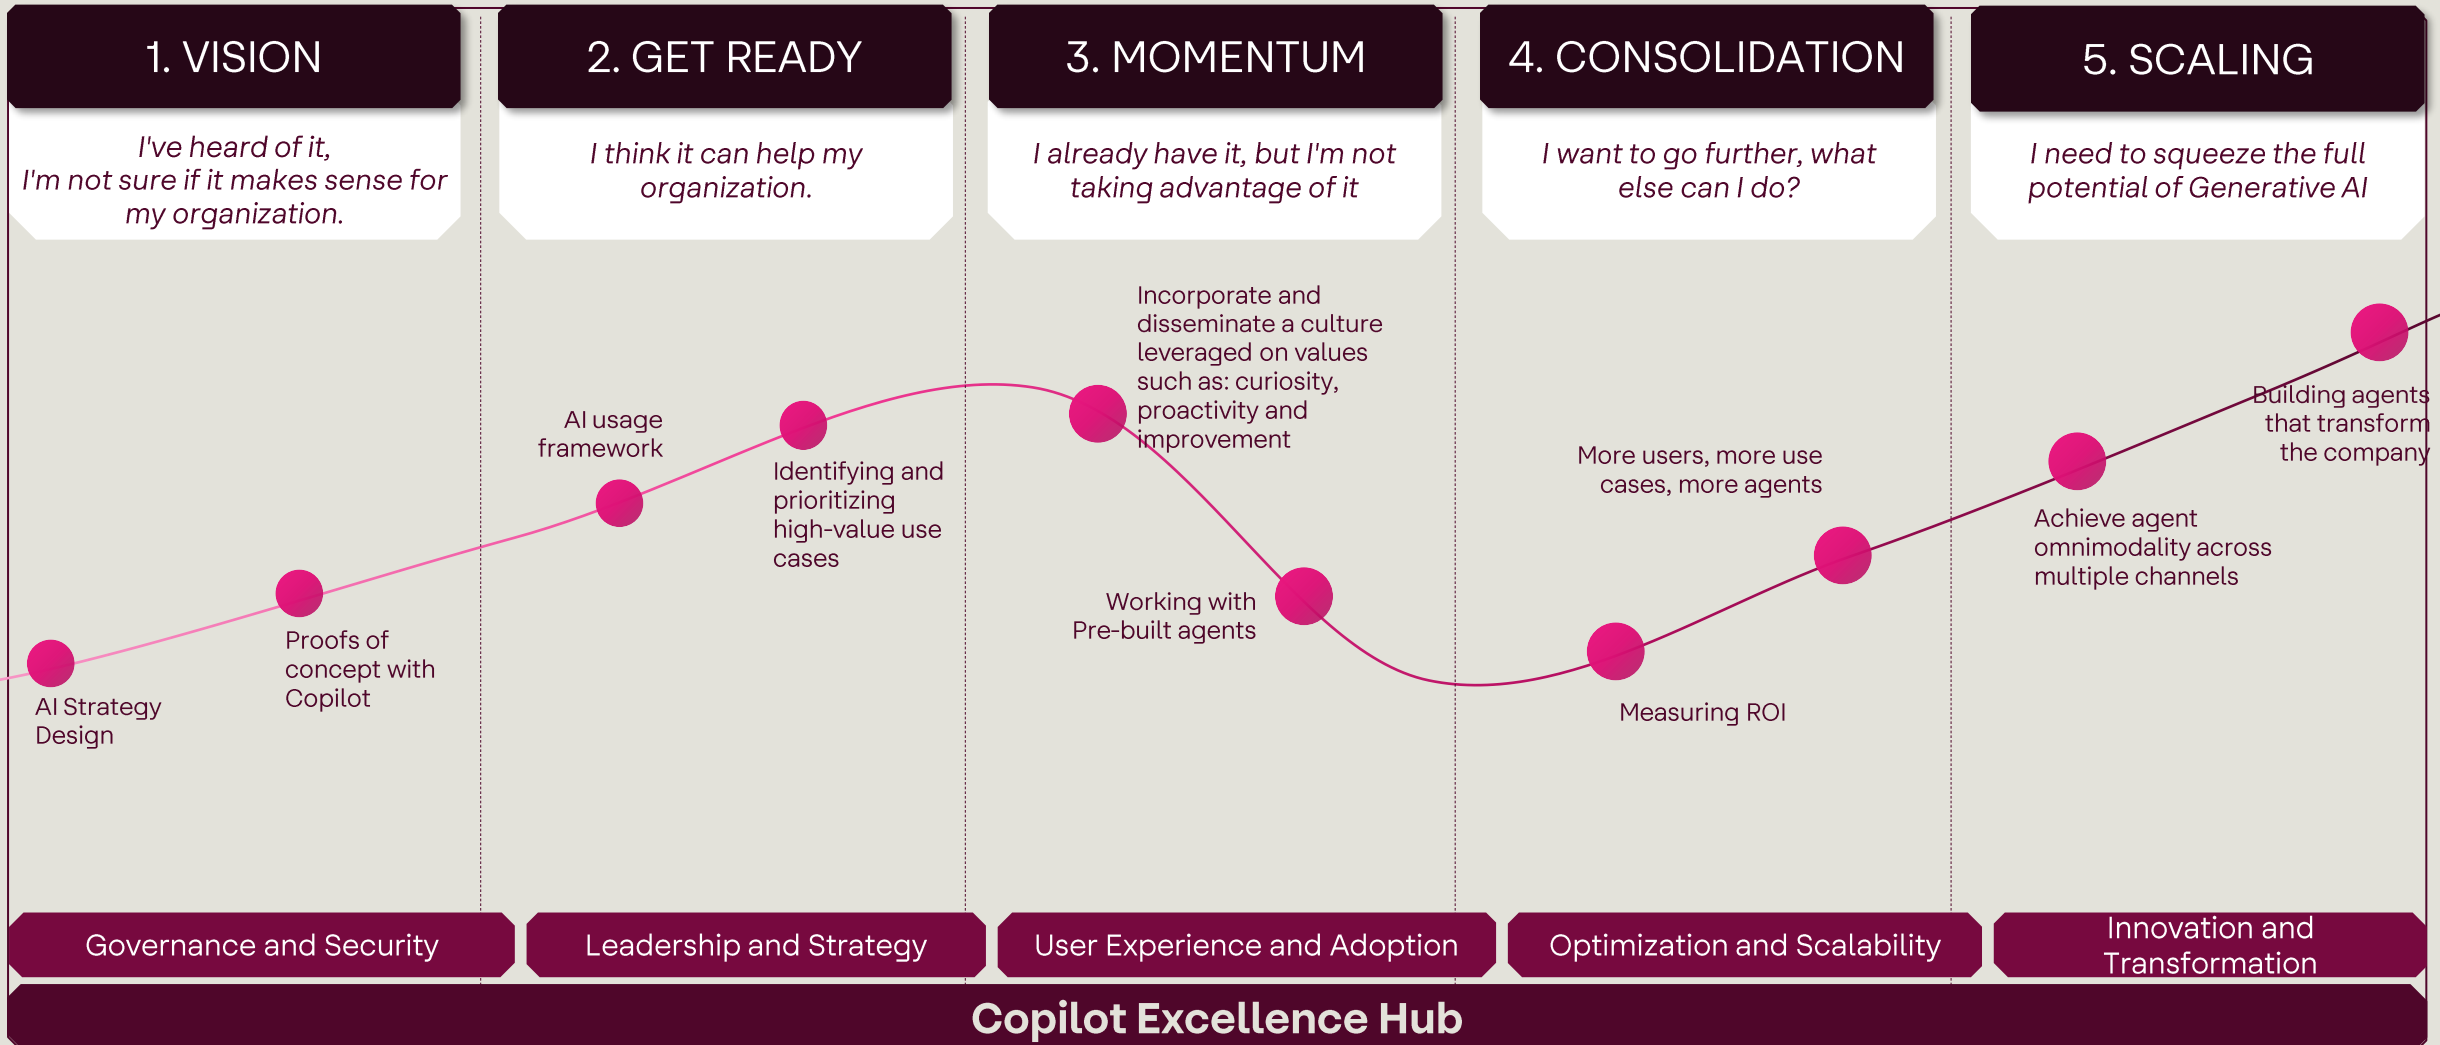 1. VISION
I've heard of it,
I'm not sure if it makes sense for
my organization.
2. GET READY
I think it can help my
organization.
3. MOMENTUM
I already have it, but I'm not
taking advantage of it
4. CONSOLIDATION
I want to go further, what
else can I do?
5. SCALING
I need to squeeze the full
potential of Generative AI
AI Strategy
Design
Proofs of
concept with
Copilot
AI usage
framework
Identifying and
prioritizing
high-value use
cases
Incorporate and
disseminate a culture
leveraged on values
such as: curiosity,
proactivity and
improvement
Working with
Pre-built agents
Measuring ROI
More users, more use
cases, more agents
Achieve agent
omnimodality across
multiple channels
Building agents
that transform
the company
Governance and Security
Leadership and Strategy
User Experience and Adoption
Optimization and Scalability
Innovation and
Transformation
Copilot Excellence Hub